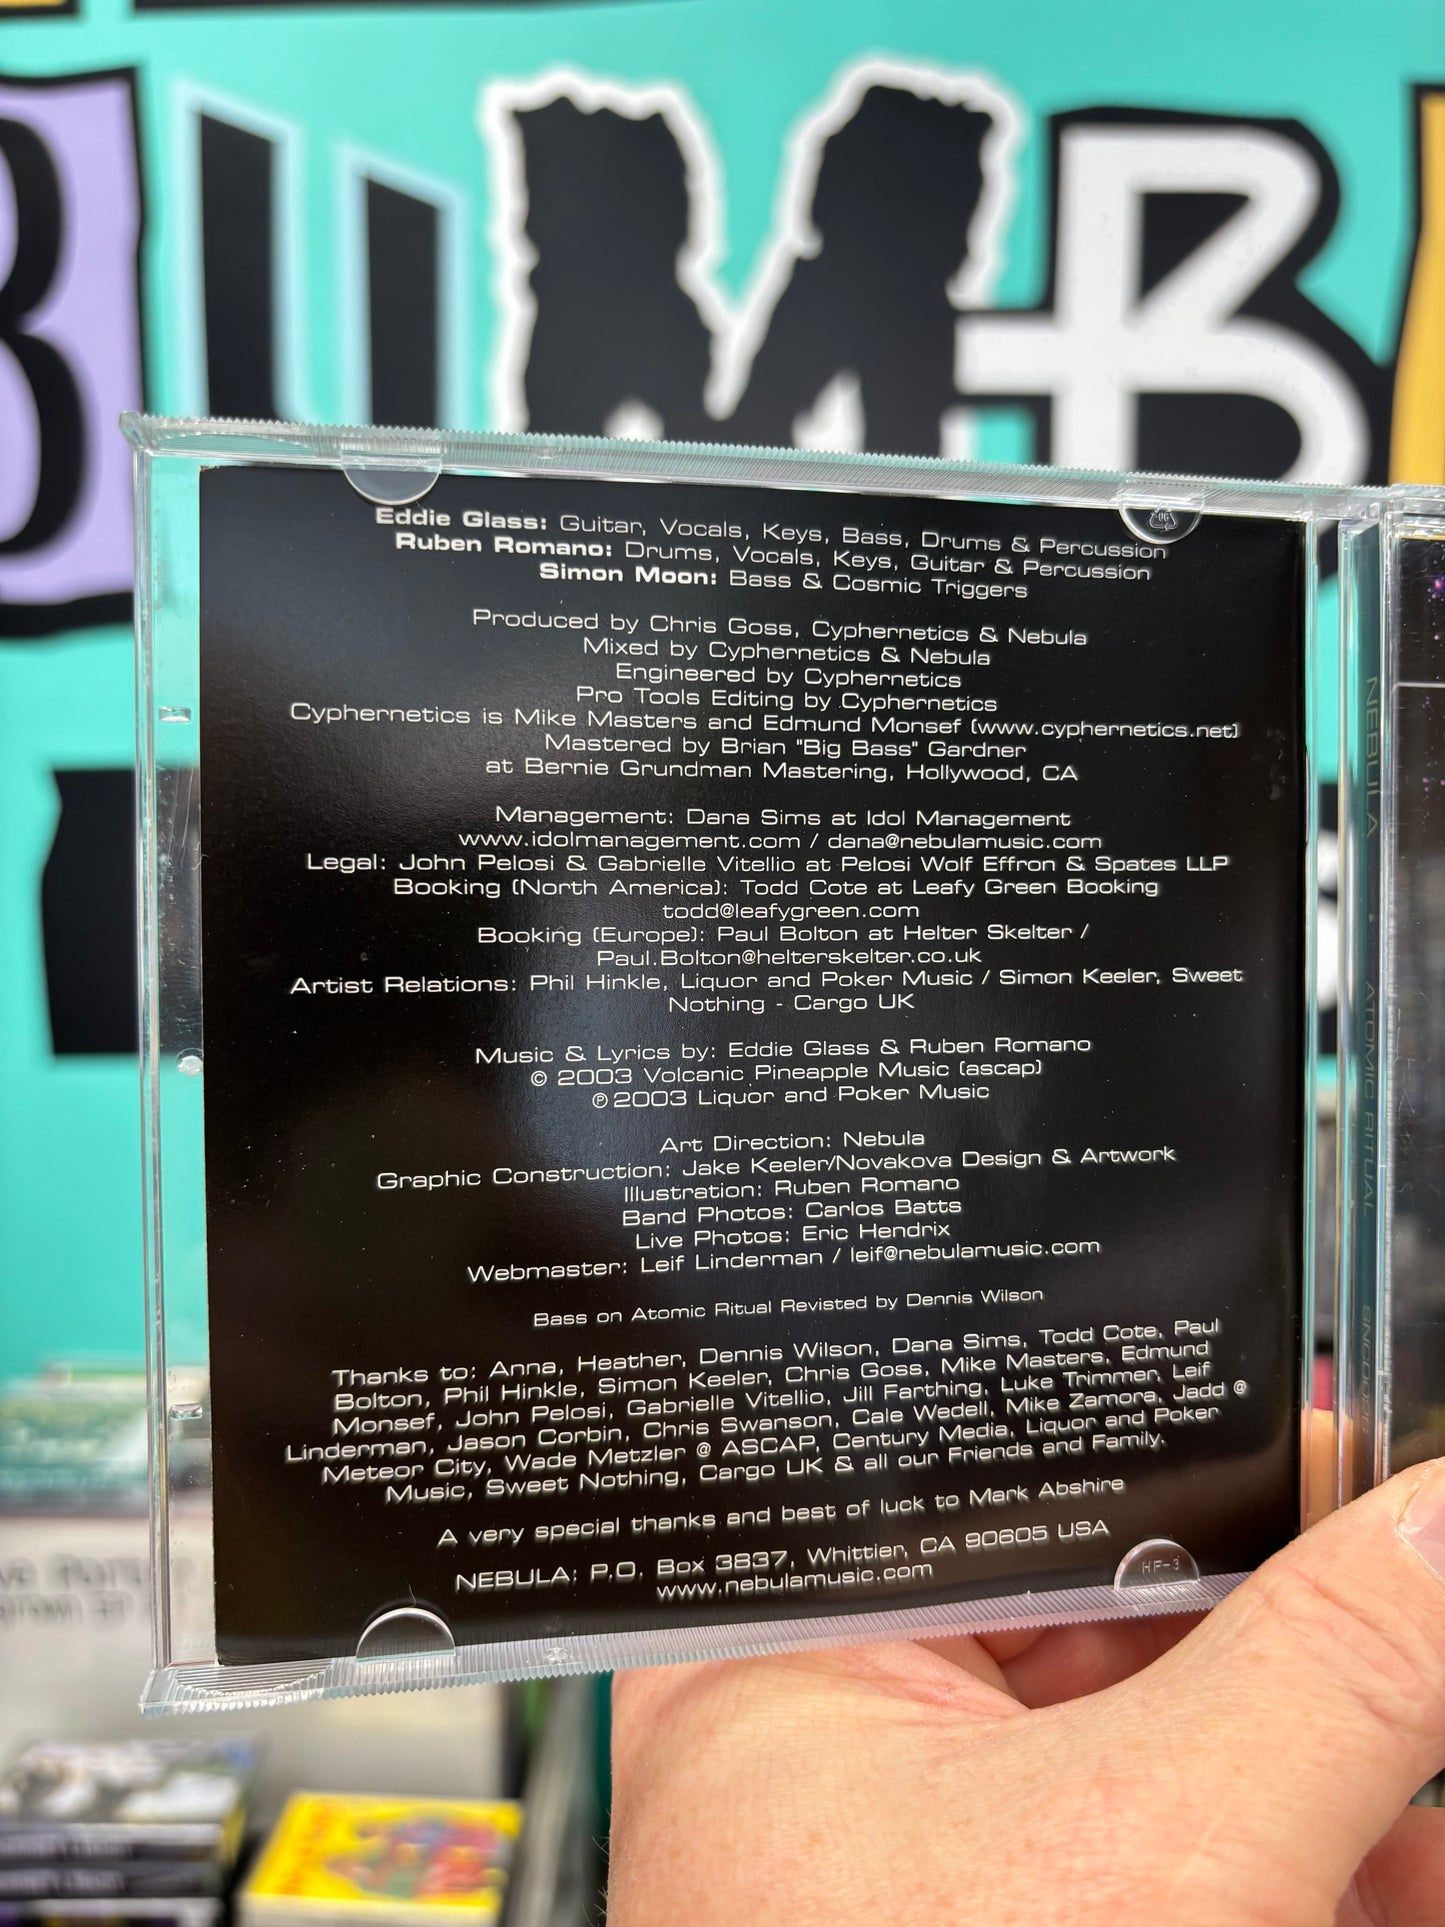 UMB
Eddie Glass: Guitar, Vocals, Keys, Bass, Drums & Percussion
Ruben Romano: Drums, Vocals, Keys, Guitar & Percussion
Simon Moon: Bass & Cosmic Triggers
Produced by Chris Goss, Cyphernetics & Nebula
Mixed by Cyphernetics & Nebula
Engineered by Cyphernetics
Pro Tools Editing by Cyphernetics
Cyphernetics is Mike Masters and Edmund Monsef (www.cyphernetics.net)
Mastered by Brian "Big Bass" Gardner
at Bernie Grundman Mastering, Hollywood, CA
Management: Dana Sims at Idol Management
www.idolmanagement.com / dana@nebulamusic.com
Legal: John Pelosi & Gabrielle Vitellio at Pelosi Wolf Effron & Spates LLP
Booking (North America): Todd Cote at Leafy Green Booking
todd@leafygreen.com
Booking (Europe): Paul Bolton at Helter Skelter /
Paul.Bolton@helterskelter.co.uk
Artist Relations: Phil Hinkle, Liquor and Poker Music / Simon Keeler, Sweet
Nothing - Cargo UK
Music & Lyrics by: Eddie Glass & Ruben Romano
© 2003 Volcanic Pineapple Music (ascap)
℗ 2003 Liquor and Poker Music
Art Direction: Nebula
Graphic Construction: Jake Keeler/Novakova Design & Artwork
Illustration: Ruben Romano
Band Photos: Carlos Batts
Live Photos: Eric Hendrix
Webmaster: Leif Linderman / leif@nebulamusic.com
Bass on Atomic Ritual Revisted by Dennis Wilson
Thanks to: Anna, Heather, Dennis Wilson, Dana Sims, Todd Cote, Paul
Bolton, Phil Hinkle, Simon Keeler, Chris Goss, Mike Masters, Edmund
Monsef, John Pelosi, Gabrielle Vitellio, Jill Farthing, Luke Trimmer, Leif
Linderman, Jason Corbin, Chris Swanson, Cale Wedell, Mike Zamora, Jadd @
Meteor City, Wade Metzler @ ASCAP, Century Media, Liquor and Poker
Music, Sweet Nothing, Cargo UK & all our Friends and Family.
A very special thanks and best of luck to Mark Abshire
NEBULA; P.O. Box 3837, Whittier, CA 90605 USA
www.nebulamusic.com
HF-3
NEBULA : ATOMIC RITUAL